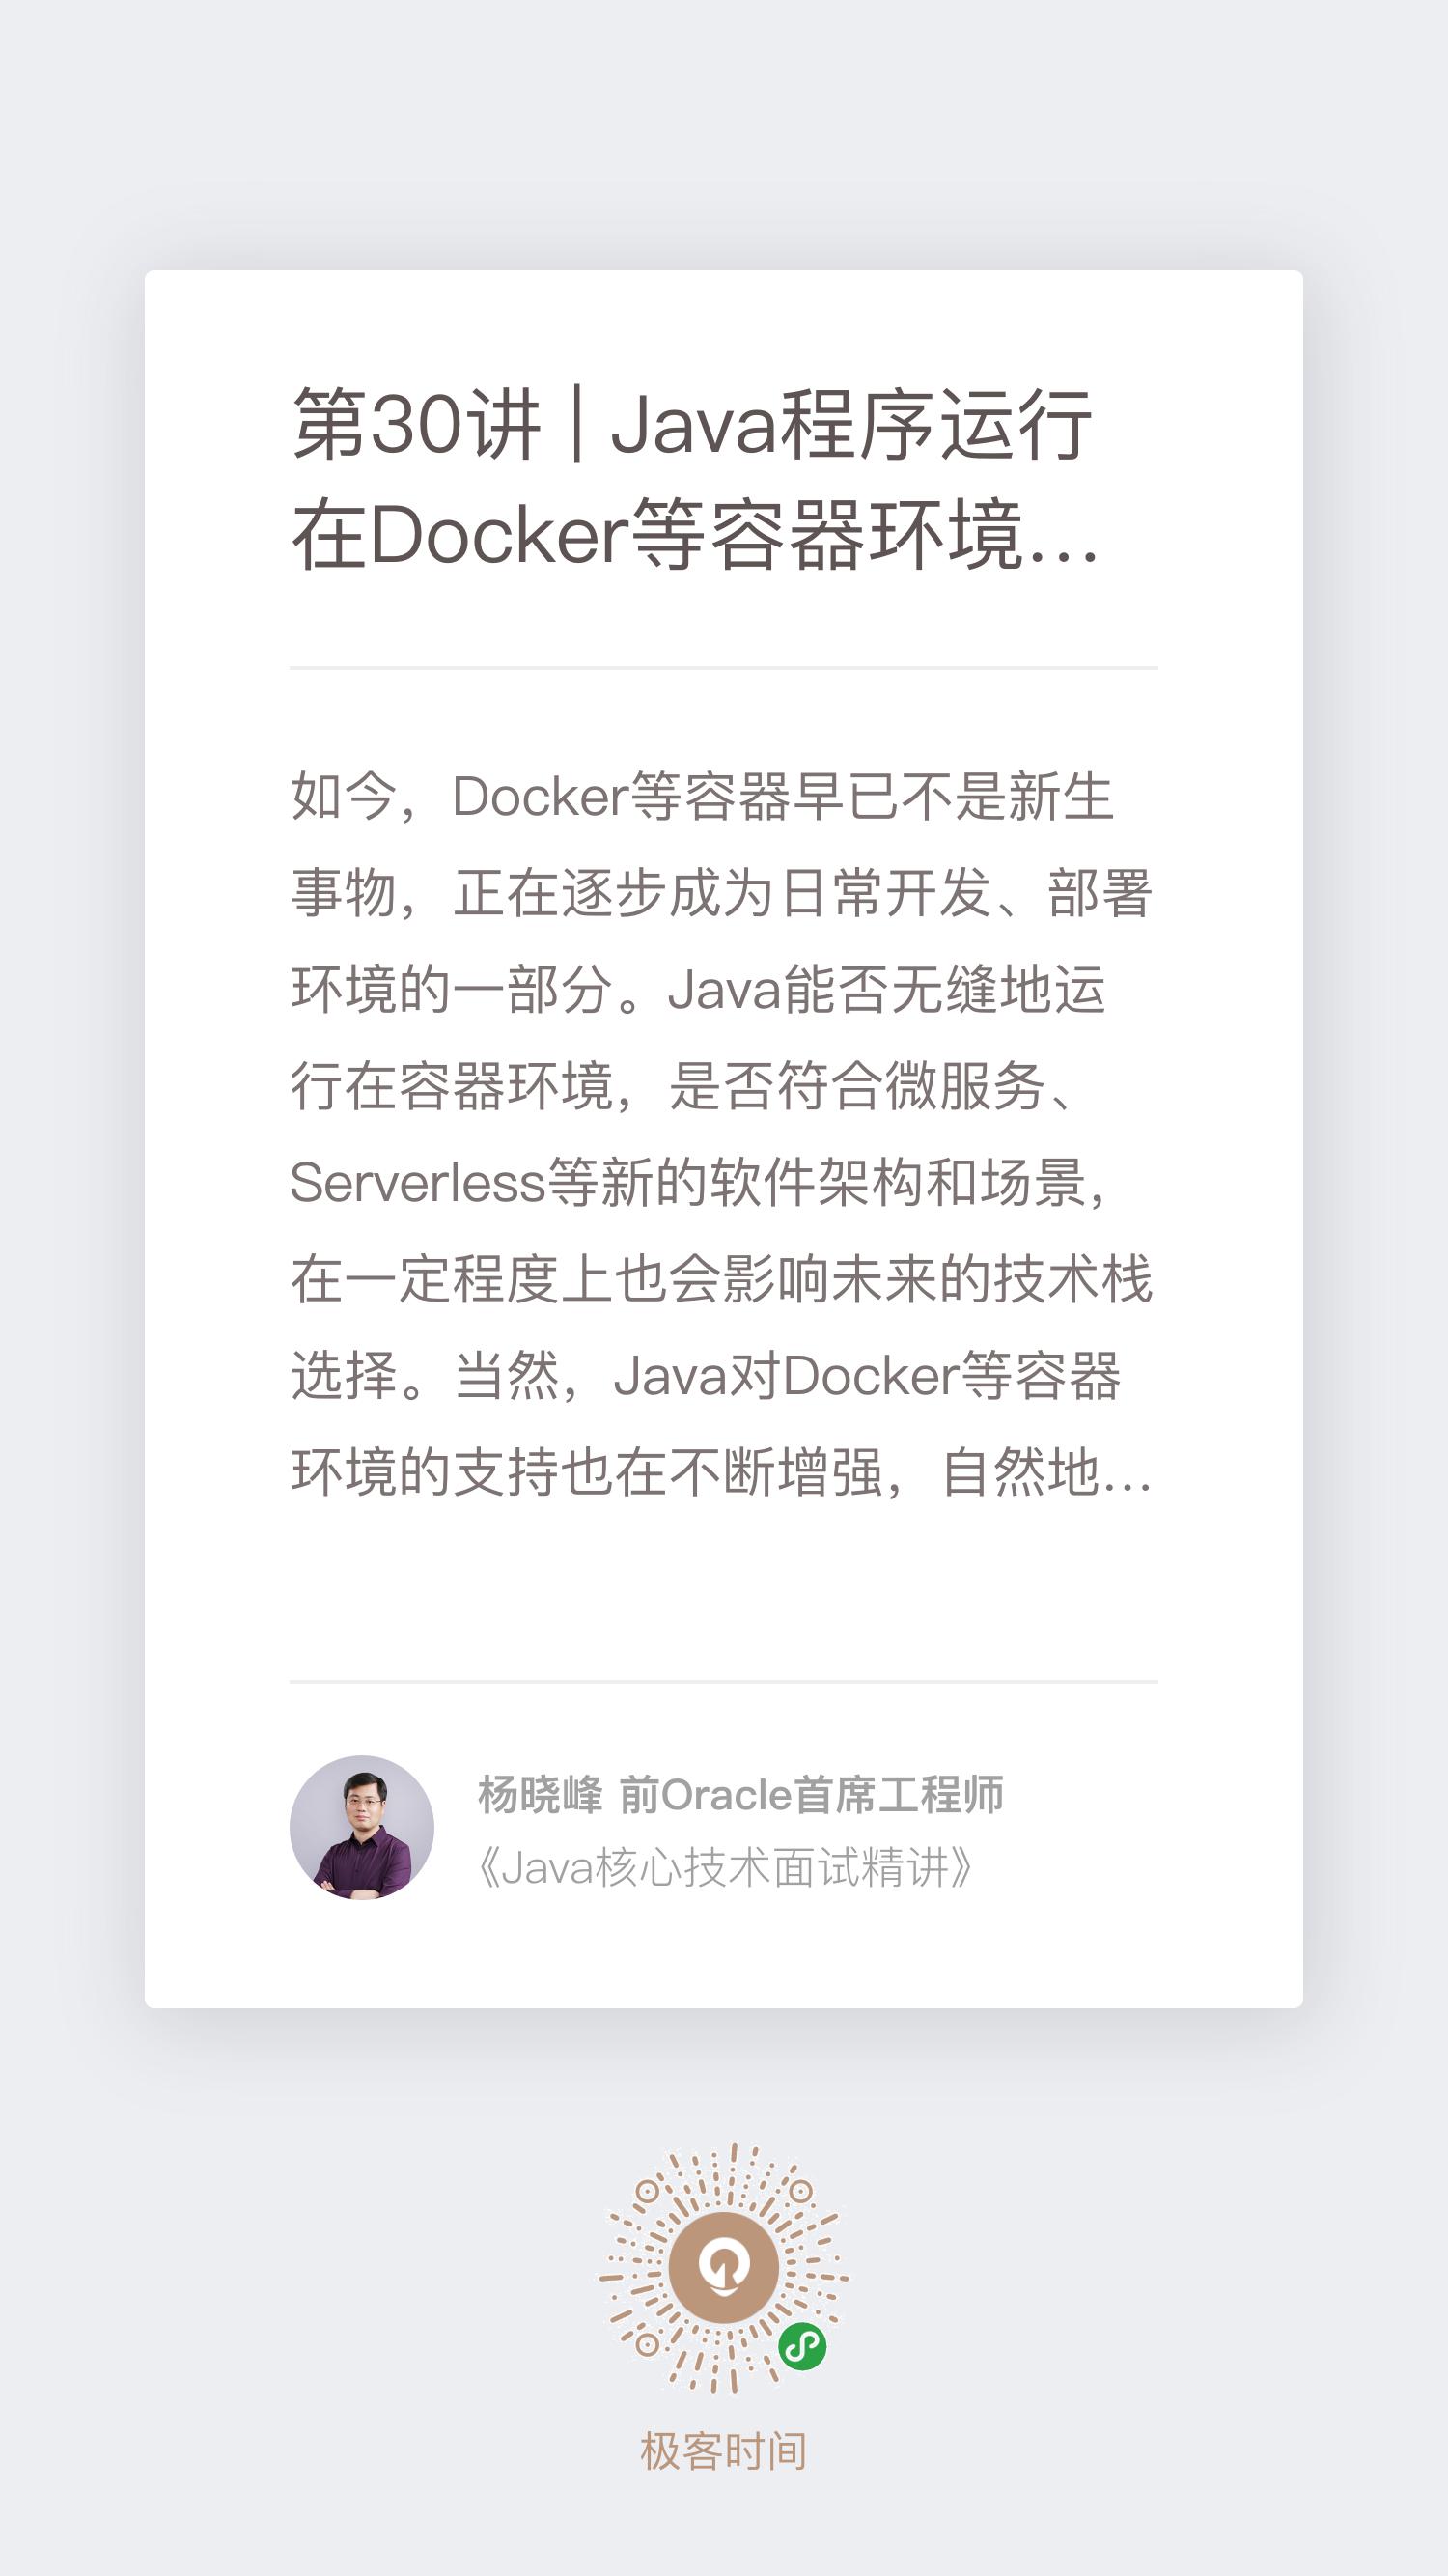 第30讲 | Java程序运行
在Docker等容器环境...
如今，Docker等容器早已不是新生
事物，正在逐步成为日常开发、部署
环境的一部分。Java能否无缝地运
行在容器环境，是否符合微服务、
Serverless等新的软件架构和场景，
在一定程度上也会影响未来的技术栈
选择。当然，Java对Docker等容器
环境的支持也在不断增强，自然地...
杨晓峰 前Oracle首席工程师
《Java核心技术面试精讲》
极客时间